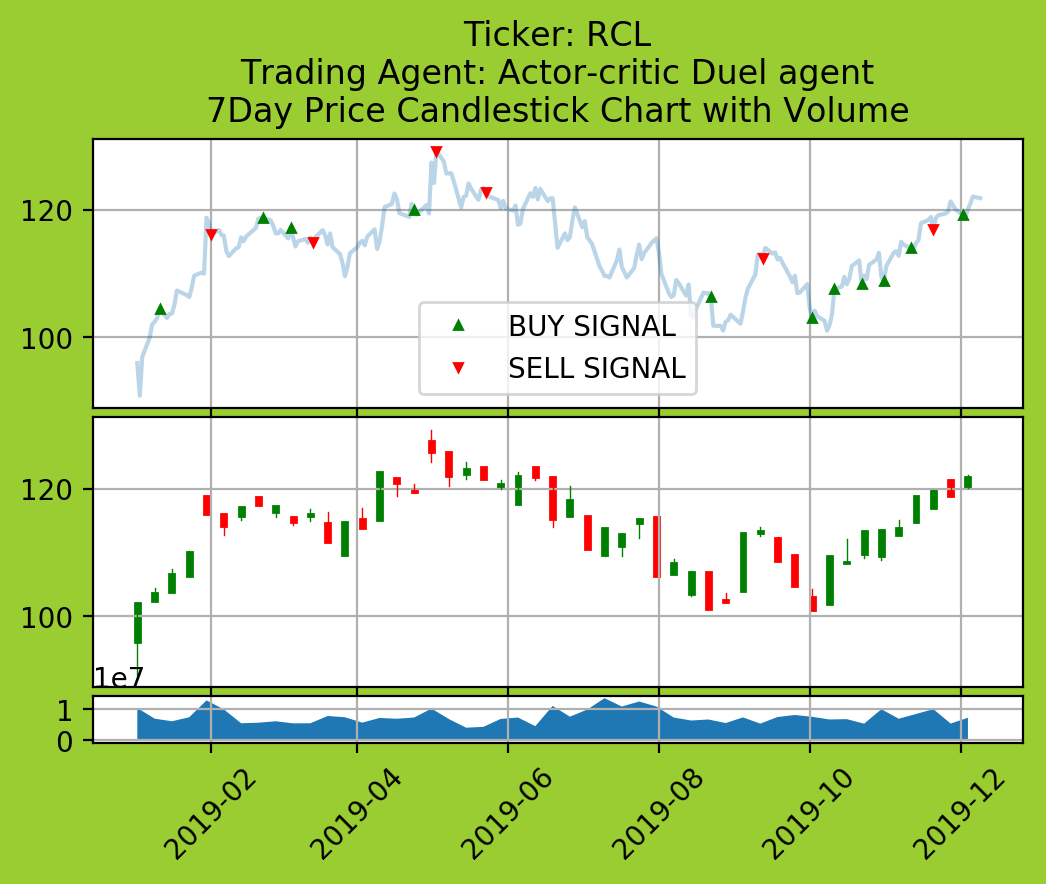 Ticker: RCL
Trading Agent: Actor-critic Duel agent
7Day Price Candlestick Chart with Volume
120
100
BUY SIGNAL
SELL SIGNAL
120
100
1e7
1
0
2019-02
2019-04
2019-06
2019-08
2019-10
2019-12